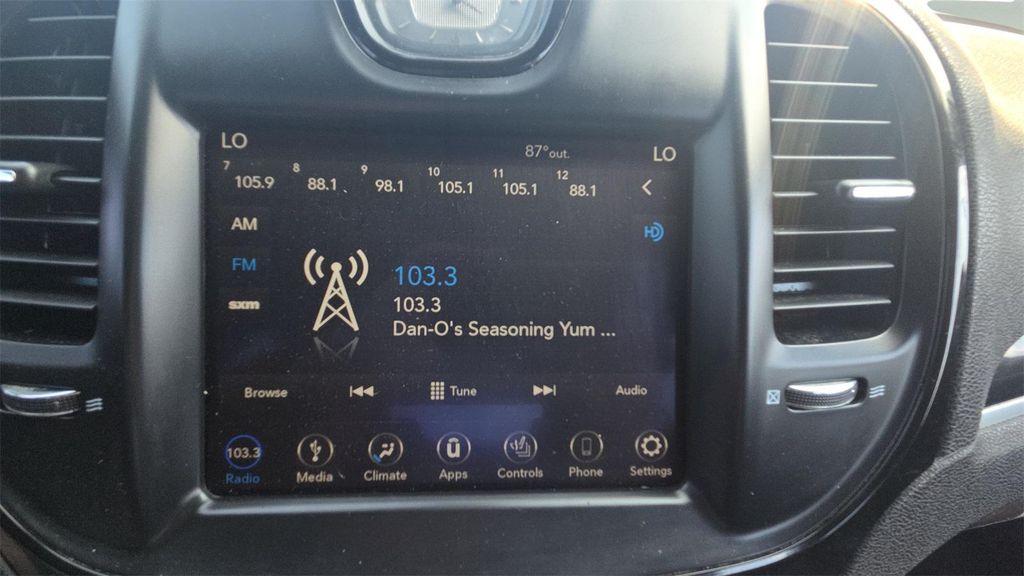 LO
87° out.
LO
7 8 9 10 11 12
105.9 88.1 98.1 105.1 105.1 88.1
AM
HD
FM
103.3
sxm
103.3
Dan-O's Seasoning Yum ...
Browse Tune Audio
103.3
Radio Media Climate Apps Controls Phone Settings